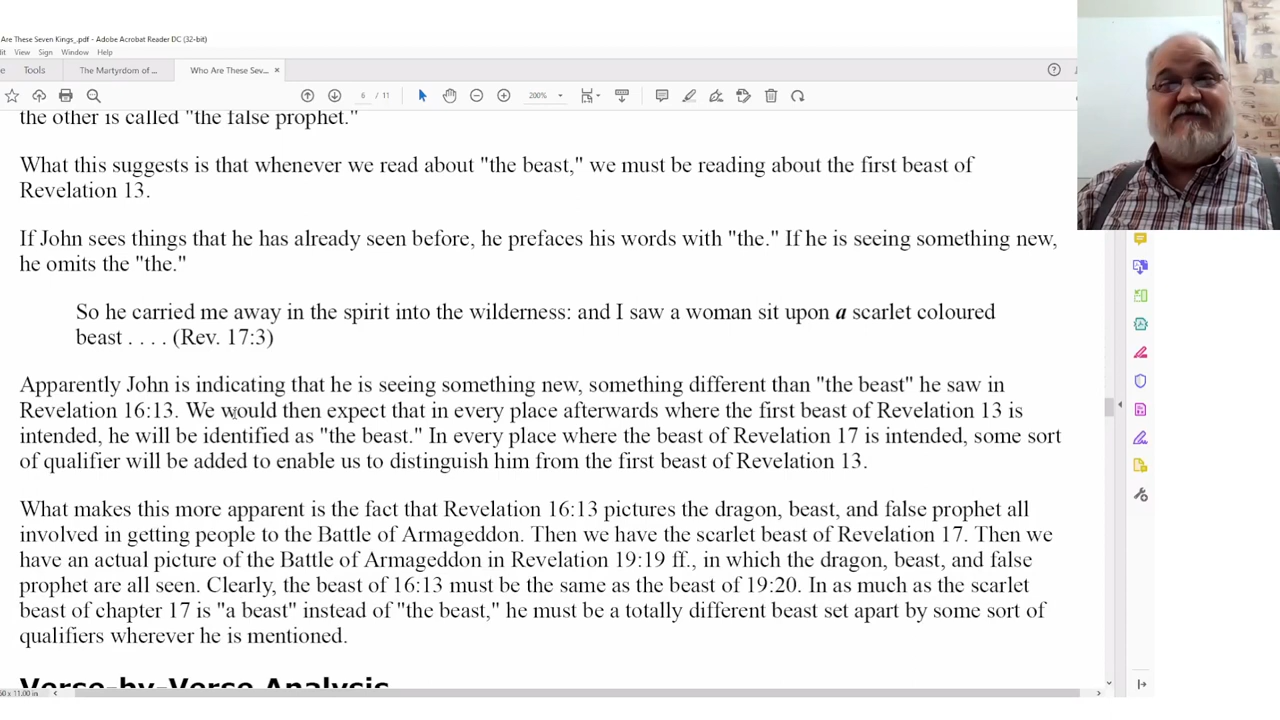 Are These Seven Kings_.pdf - Adobe Acrobat Reader DC (32-bit)
View Sign Window Help
Tools The Martyrdom of ... Who Are These Sev... ×
6 / 11 200%
the other is called "the false prophet."
What this suggests is that whenever we read about "the beast," we must be reading about the first beast of
Revelation 13.
If John sees things that he has already seen before, he prefaces his words with "the." If he is seeing something new,
he omits the "the."
So he carried me away in the spirit into the wilderness: and I saw a woman sit upon a scarlet coloured
beast . . . . (Rev. 17:3)
Apparently John is indicating that he is seeing something new, something different than "the beast" he saw in
Revelation 16:13. We would then expect that in every place afterwards where the first beast of Revelation 13 is
intended, he will be identified as "the beast." In every place where the beast of Revelation 17 is intended, some sort
of qualifier will be added to enable us to distinguish him from the first beast of Revelation 13.
What makes this more apparent is the fact that Revelation 16:13 pictures the dragon, beast, and false prophet all
involved in getting people to the Battle of Armageddon. Then we have the scarlet beast of Revelation 17. Then we
have an actual picture of the Battle of Armageddon in Revelation 19:19 ff., in which the dragon, beast, and false
prophet are all seen. Clearly, the beast of 16:13 must be the same as the beast of 19:20. In as much as the scarlet
beast of chapter 17 is "a beast" instead of "the beast," he must be a totally different beast set apart by some sort of
qualifiers wherever he is mentioned.
Verse-by-Verse Analysis
x 11.00 in